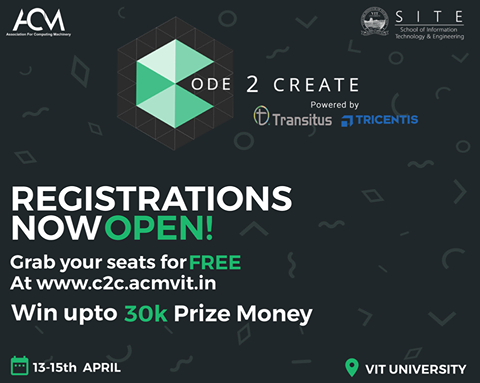 ACM
Association For Computing Machinery
VIT
SITE
School of Information
Technology & Engineering
ODE 2 CREATE
Powered by
Transitus
TRICENTIS
REGISTRATIONS
NOW OPEN!
Grab your seats for FREE
At www.c2c.acmvit.in
Win upto 30k Prize Money
13-15th APRIL
VIT UNIVERSITY